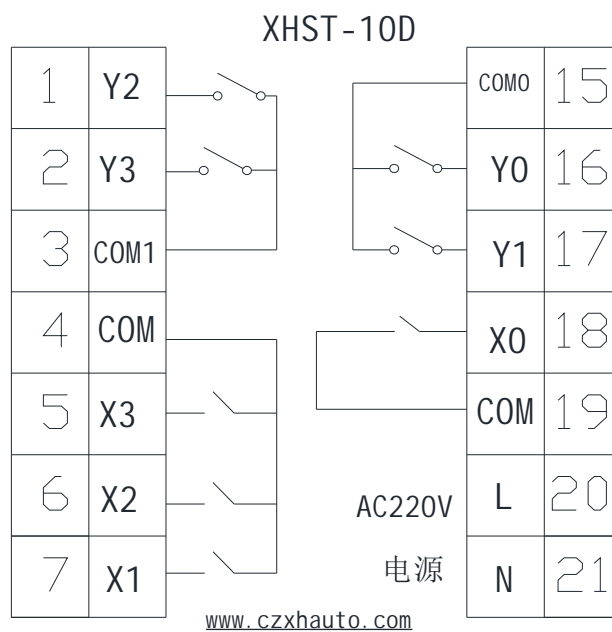 XHST-10D
1 Y2
2 Y3
3 COM1
4 COM
5 X3
6 X2
7 X1
COM0 15
Y0 16
Y1 17
X0 18
COM 19
AC220V L 20
电源 N 21
www.czxhauto.com